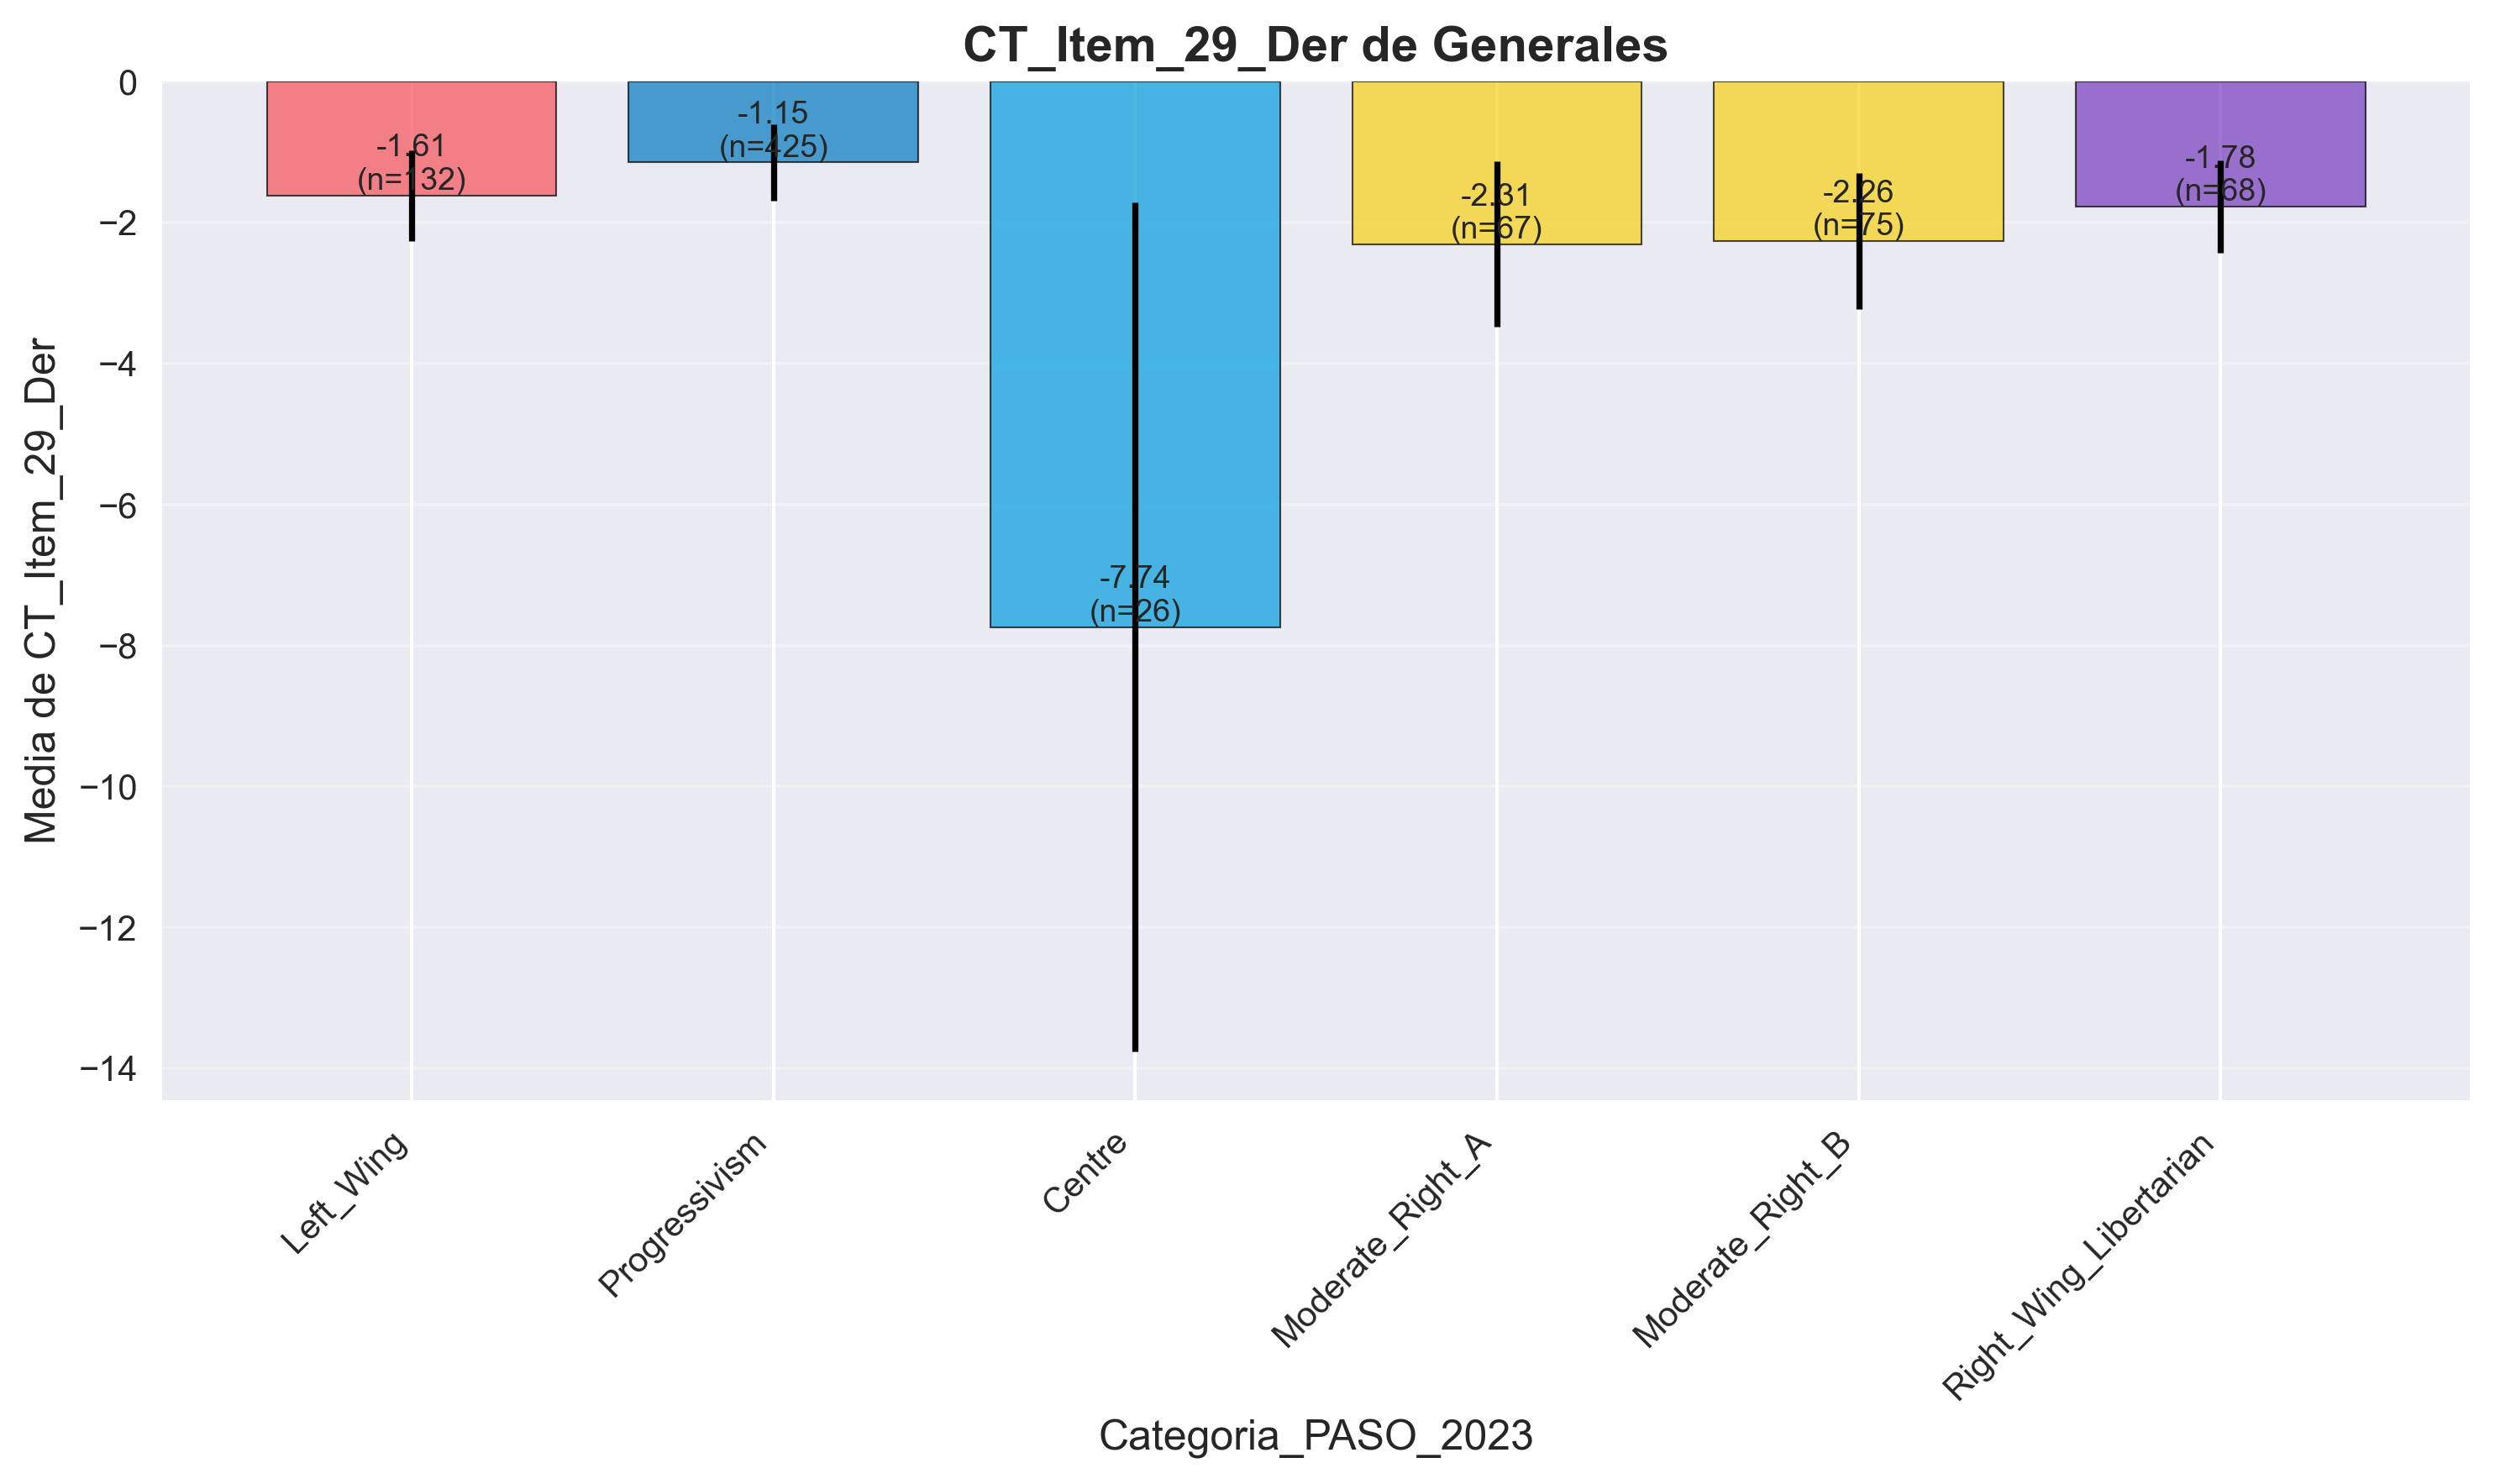 CT_Item_29_Der de Generales
Media de CT_Item_29_Der
0
−2
−4
−6
−8
−10
−12
−14
-1.61
(n=132)
-1.15
(n=425)
-7.74
(n=26)
-2.31
(n=67)
-2.26
(n=75)
-1.78
(n=68)
Left_Wing
Progressivism
Centre
Moderate_Right_A
Moderate_Right_B
Right_Wing_Libertarian
Categoria_PASO_2023